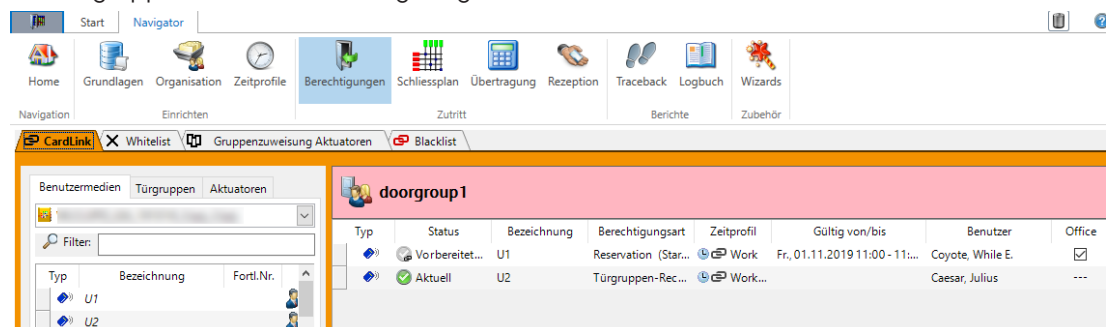 Start Navigator
Home Grundlagen Organisation Zeitprofile Berechtigungen Schliessplan Übertragung Rezeption Traceback Logbuch Wizards
Navigation Einrichten Zutritt Berichte Zubehör
CardLink Whitelist Gruppenzuweisung Aktuatoren Blacklist
Benutzermedien Türgruppen Aktuatoren
doorgroup1
Filter:
Typ Status Bezeichnung Berechtigungsart Zeitprofil Gültig von/bis Benutzer Office
Vorbereitet... U1 Reservation (Star... Work Fr., 01.11.2019 11:00 - 11:... Coyote, While E.
Aktuell U2 Türgruppen-Rec... Work... Caesar, Julius ---
Typ Bezeichnung Fortl.Nr.
U1
U2